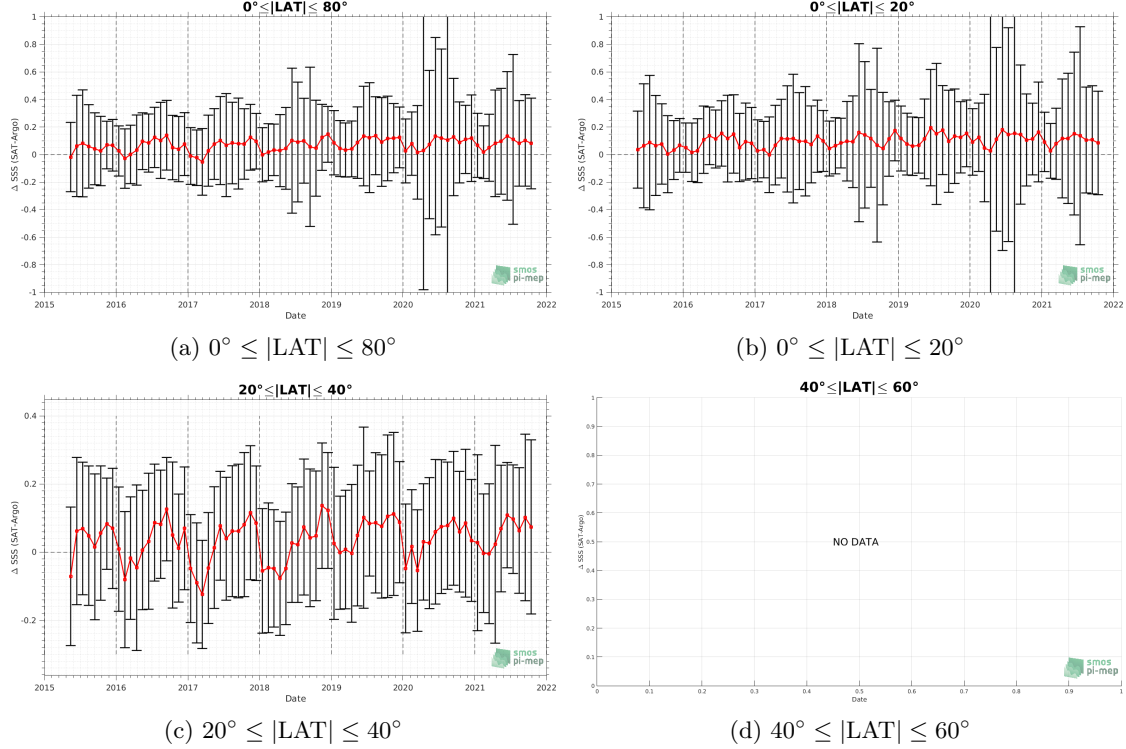 0°≤|LAT|≤ 80°
1
0.8
0.6
0.4
0.2
0
-0.2
-0.4
-0.6
-0.8
-1
Δ SSS (SAT-Argo)
2015 2016 2017 2018 2019 2020 2021 2022
Date
smos
pi-mep
(a) 0° ≤ |LAT| ≤ 80°
0°≤|LAT|≤ 20°
1
0.8
0.6
0.4
0.2
0
-0.2
-0.4
-0.6
-0.8
-1
Δ SSS (SAT-Argo)
2015 2016 2017 2018 2019 2020 2021 2022
Date
smos
pi-mep
(b) 0° ≤ |LAT| ≤ 20°
20°≤|LAT|≤ 40°
0.4
0.2
0
-0.2
Δ SSS (SAT-Argo)
2015 2016 2017 2018 2019 2020 2021 2022
Date
smos
pi-mep
(c) 20° ≤ |LAT| ≤ 40°
40°≤|LAT|≤ 60°
1
0.9
0.8
0.7
0.6
0.5
0.4
0.3
0.2
0.1
0
Δ SSS (SAT-Argo)
NO DATA
0 0.1 0.2 0.3 0.4 0.5 0.6 0.7 0.8 0.9 1
Date
smos
pi-mep
(d) 40° ≤ |LAT| ≤ 60°